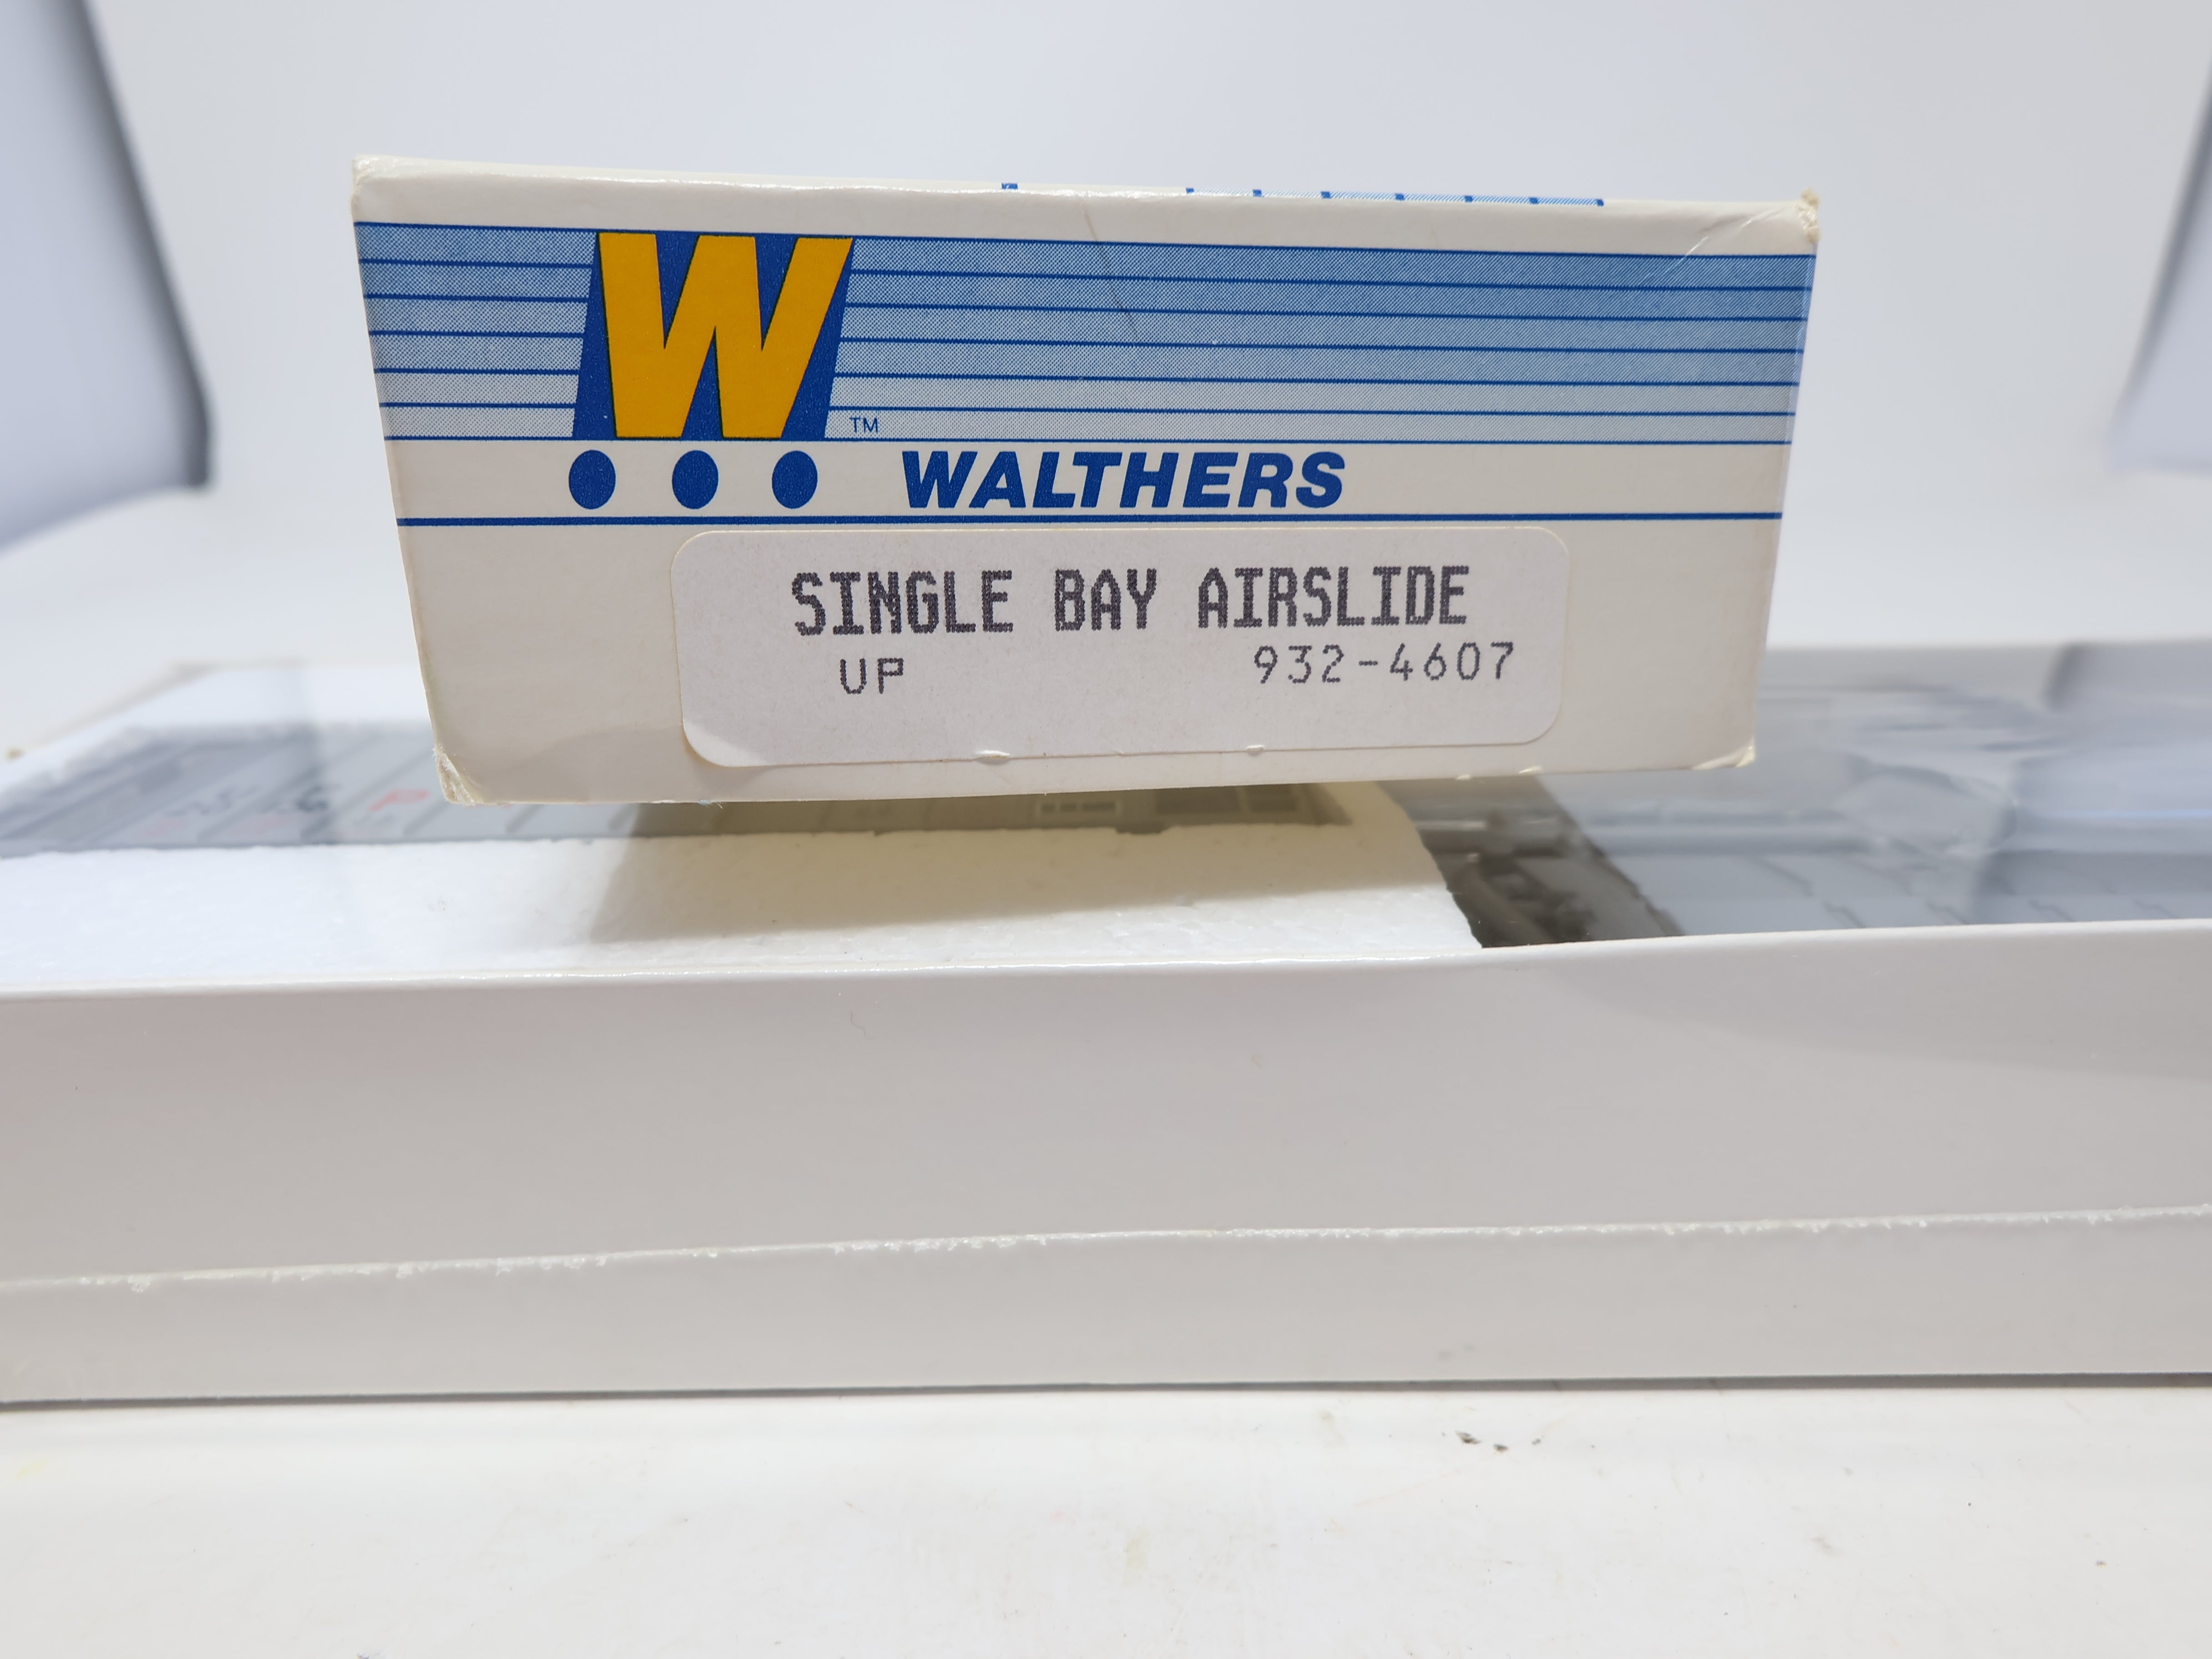 W
TM
WALTHERS
SINGLE BAY AIRSLIDE
UP 932-4607